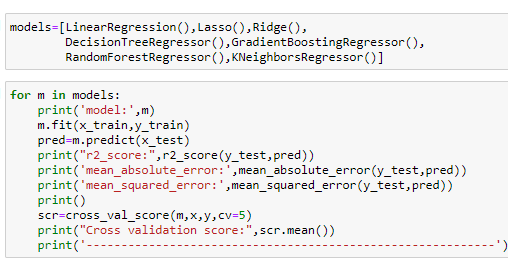 models=[LinearRegression(),Lasso(),Ridge(),
        DecisionTreeRegressor(),GradientBoostingRegressor(),
        RandomForestRegressor(),KNeighborsRegressor()]
for m in models:
    print('model:',m)
    m.fit(x_train,y_train)
    pred=m.predict(x_test)
    print("r2_score:",r2_score(y_test,pred))
    print('mean_absolute_error:',mean_absolute_error(y_test,pred))
    print('mean_squared_error:',mean_squared_error(y_test,pred))
    print()
    scr=cross_val_score(m,x,y,cv=5)
    print("Cross validation score:",scr.mean())
    print('-----------------------------------------------------------')